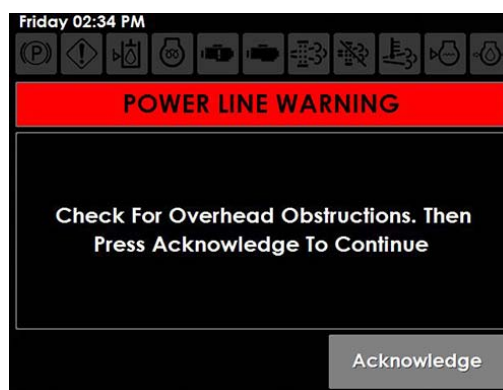 Friday 02:34 PM
(P)
POWER LINE WARNING
Check For Overhead Obstructions. Then
Press Acknowledge To Continue
Acknowledge